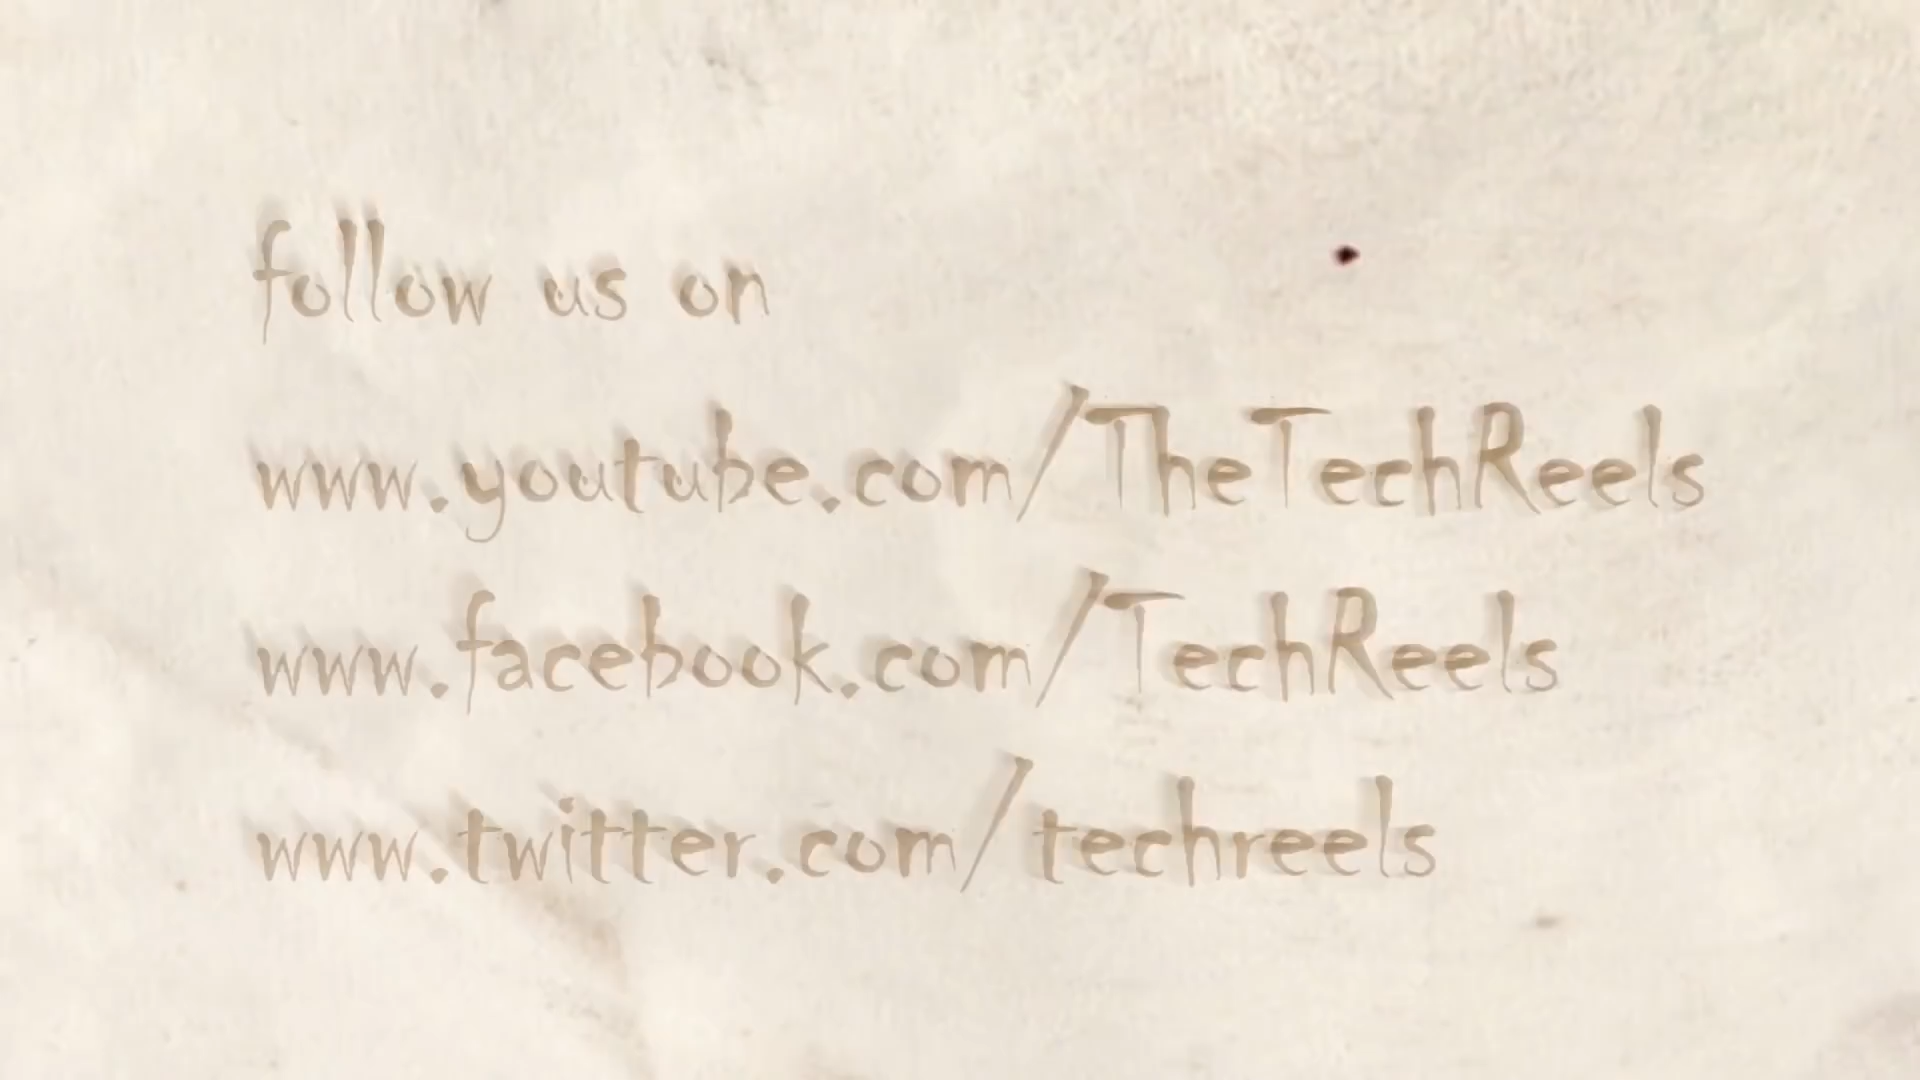 follow us on
www.youtube.com/TheTechReels
www.facebook.com/TechReels
www.twitter.com/techreels